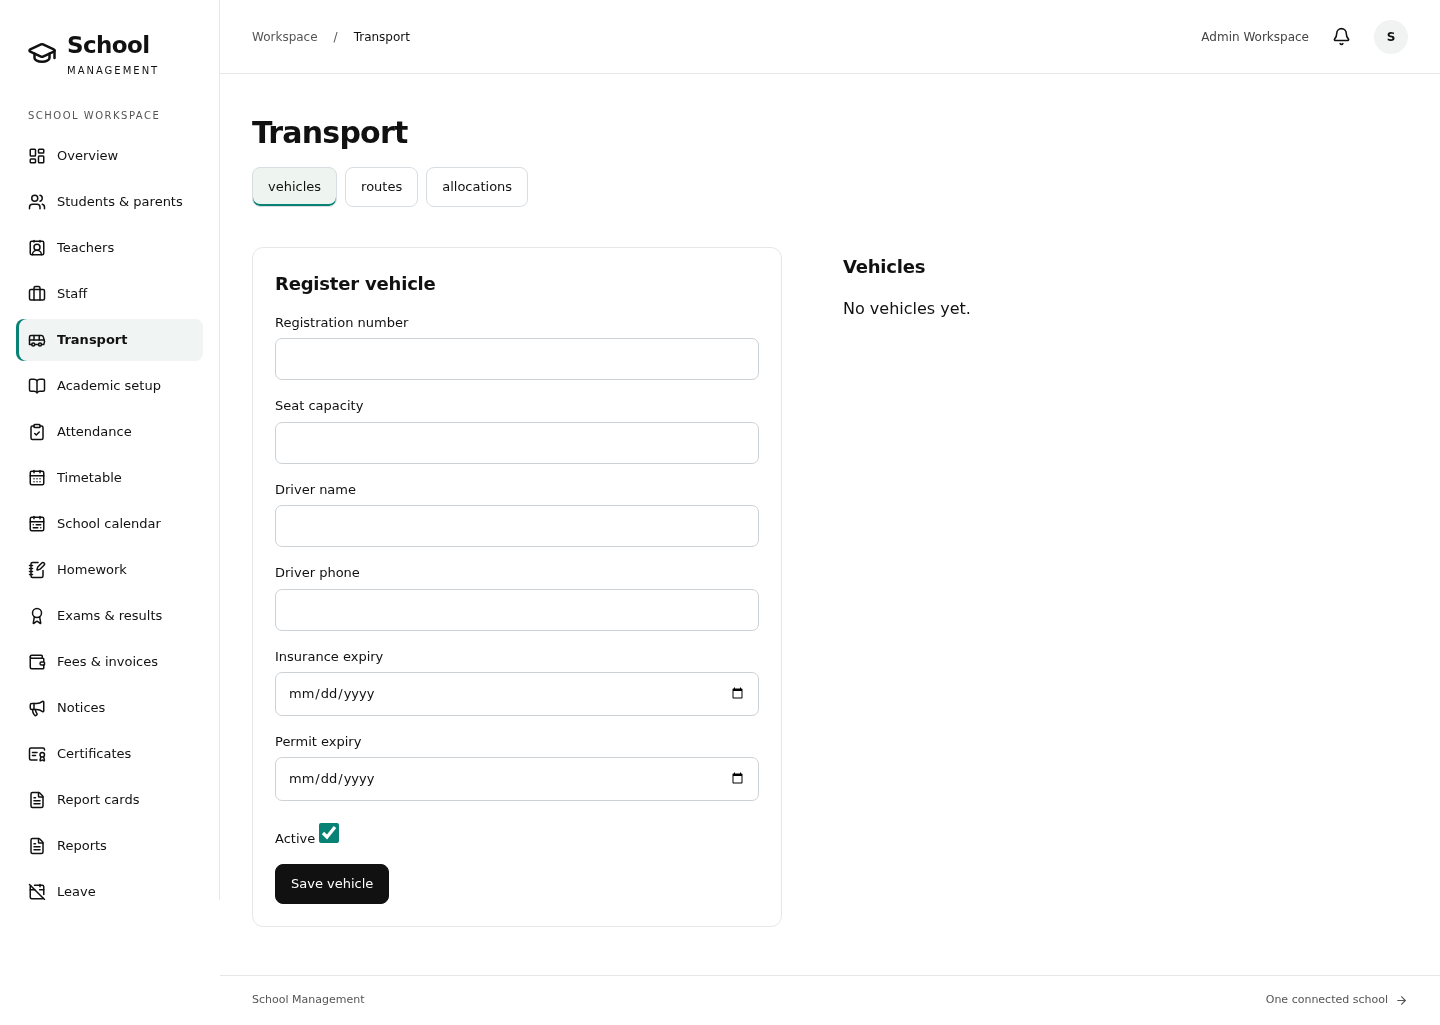 School
MANAGEMENT
SCHOOL WORKSPACE
Overview
Students & parents
Teachers
Staff
Transport
Academic setup
Attendance
Timetable
School calendar
Homework
Exams & results
Fees & invoices
Notices
Certificates
Report cards
Reports
Leave
Workspace / Transport
Admin Workspace
S
Transport
vehicles
routes
allocations
Register vehicle
Registration number
Seat capacity
Driver name
Driver phone
Insurance expiry
mm/dd/yyyy
Permit expiry
mm/dd/yyyy
Active
Save vehicle
Vehicles
No vehicles yet.
School Management
One connected school